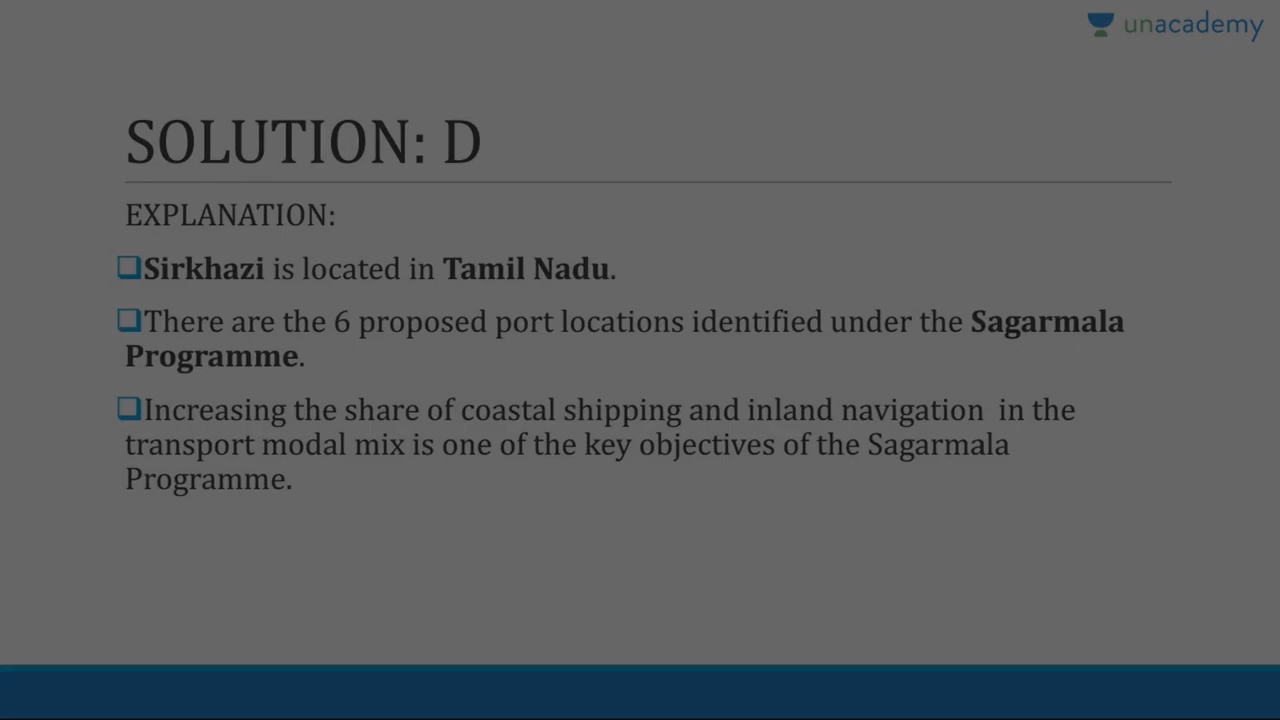 unacademy
SOLUTION: D
EXPLANATION:
Sirkhazi is located in Tamil Nadu.
There are the 6 proposed port locations identified under the Sagarmala
Programme.
Increasing the share of coastal shipping and inland navigation in the
transport modal mix is one of the key objectives of the Sagarmala
Programme.